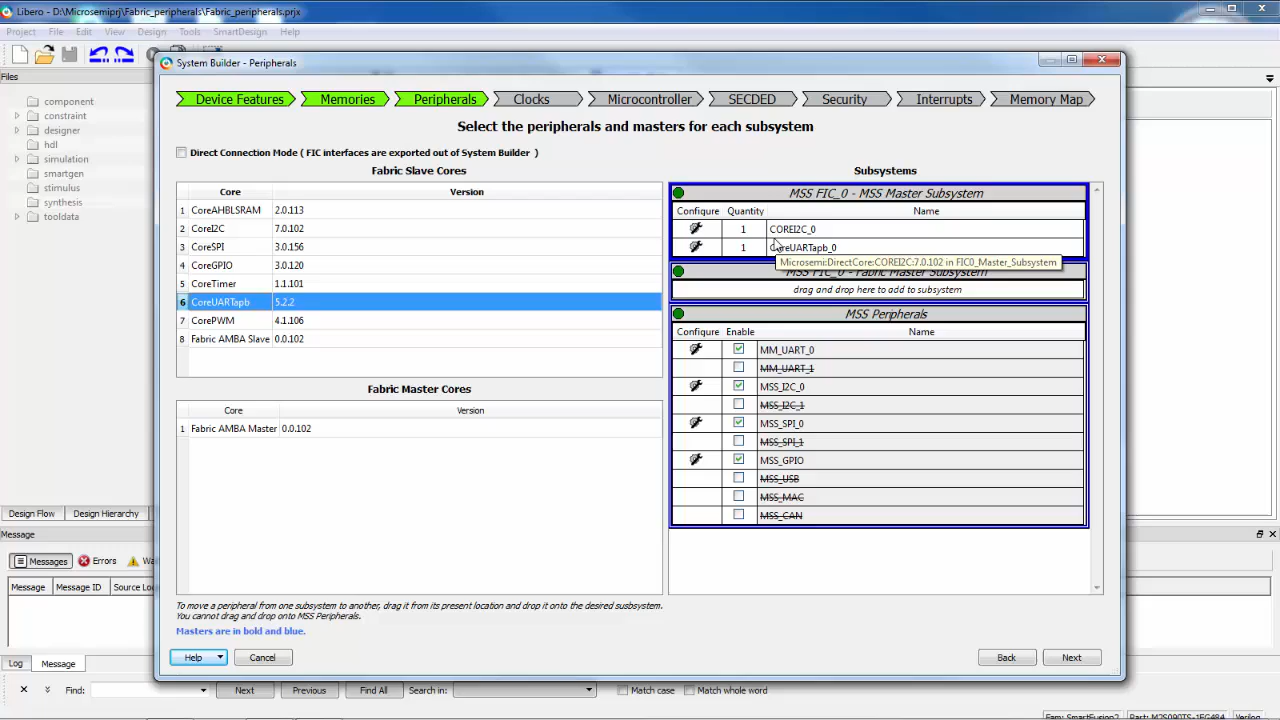 Libero - D:\Microsemiprj\Fabric_peripherals\Fabric_peripherals.prjx
Project File Edit View Design Tools SmartDesign Help
Files
component
constraint
designer
hdl
simulation
smartgen
stimulus
synthesis
tooldata
Design Flow Design Hierarchy
System Builder - Peripherals
Device Features Memories Peripherals Clocks Microcontroller SECDED Security Interrupts Memory Map
Select the peripherals and masters for each subsystem
Direct Connection Mode ( FIC interfaces are exported out of System Builder )
Fabric Slave Cores
Core Version
1 CoreAHBLSRAM 2.0.113
2 CoreI2C 7.0.102
3 CoreSPI 3.0.156
4 CoreGPIO 3.0.120
5 CoreTimer 1.1.101
6 CoreUARTapb 5.2.2
7 CorePWM 4.1.106
8 Fabric AMBA Slave 0.0.102
Fabric Master Cores
Core Version
1 Fabric AMBA Master 0.0.102
Subsystems
MSS FIC_0 - MSS Master Subsystem
Configure Quantity Name
1 COREI2C_0
1 CoreUARTapb_0
Microsemi:DirectCore:COREI2C:7.0.102 in FIC0_Master_Subsystem
MSS FIC_0 - Fabric Master Subsystem
drag and drop here to add to subsystem
MSS Peripherals
Configure Enable Name
MM_UART_0
MM_UART_1
MSS_I2C_0
MSS_I2C_1
MSS_SPI_0
MSS_SPI_1
MSS_GPIO
MSS_USB
MSS_MAC
MSS_CAN
To move a peripheral from one subsystem to another, drag it from its present location and drop it onto the desired susbsystem.
You cannot drag and drop onto MSS Peripherals.
Masters are in bold and blue.
Help Cancel Back Next
Message
Messages Errors
Message Message ID
Log Message
Find: Next Previous Find All Search in: Match case Match whole word
Fam: SmartFusion2 Part: M2S090TS-1FG484 Verilog